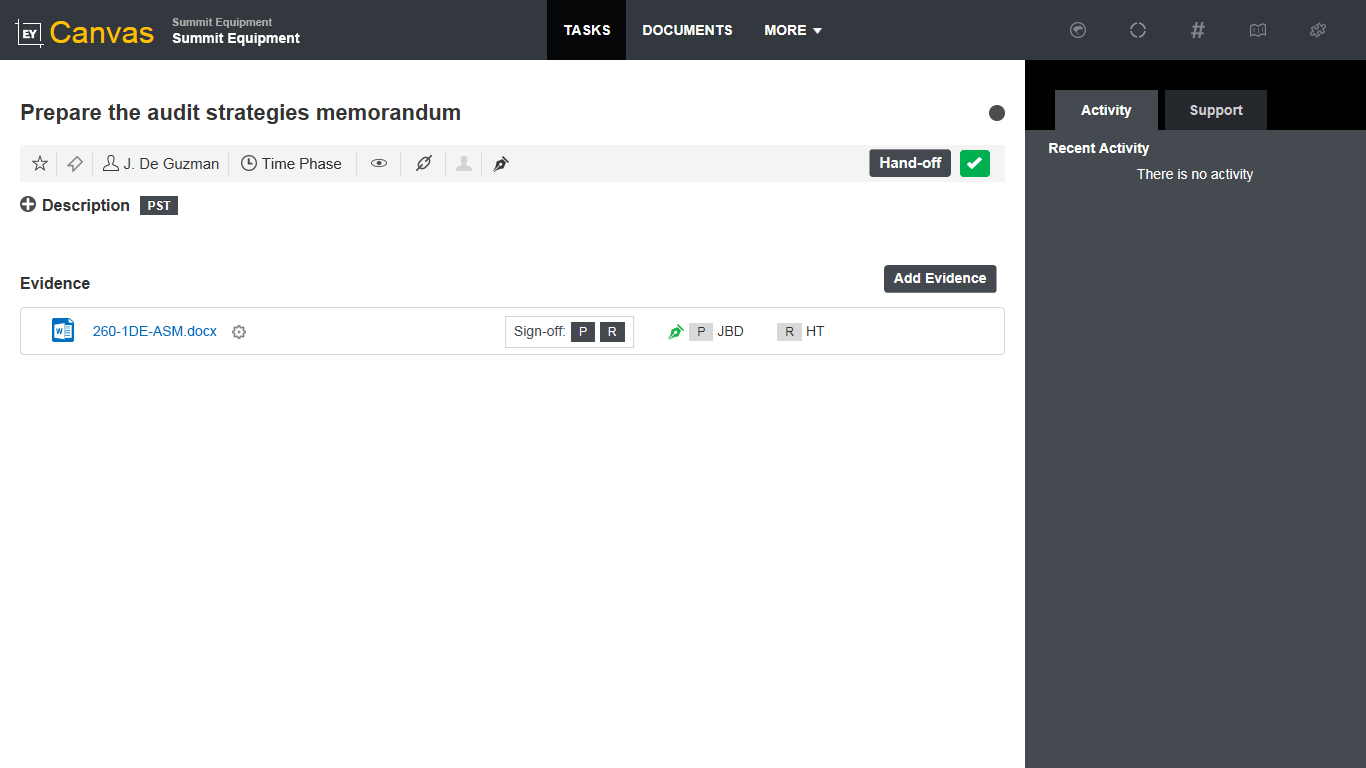 EY Canvas
Summit Equipment
Summit Equipment
TASKS
DOCUMENTS
MORE
#
Prepare the audit strategies memorandum
J. De Guzman
Time Phase
Hand-off
Description PST
Evidence
Add Evidence
W
260-1DE-ASM.docx
Sign-off: P R
P JBD
R HT
Activity
Support
Recent Activity
There is no activity